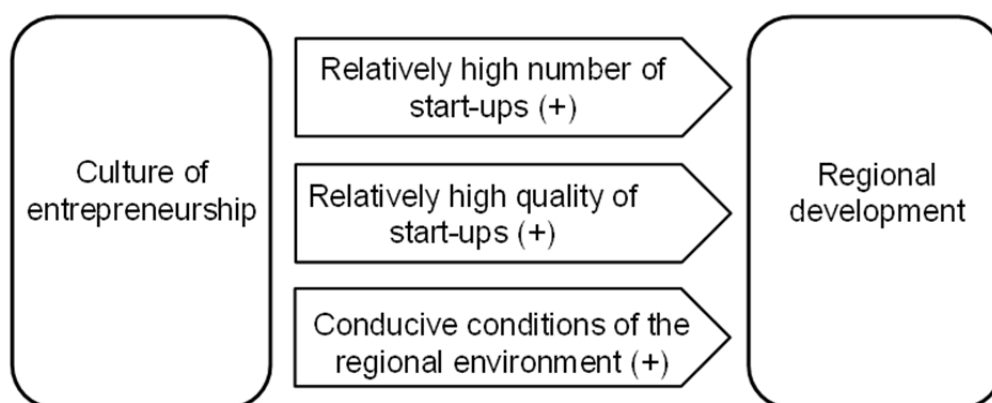 Culture of
entrepreneurship
Relatively high number of
start-ups (+)
Relatively high quality of
start-ups (+)
Conducive conditions of the
regional environment (+)
Regional
development